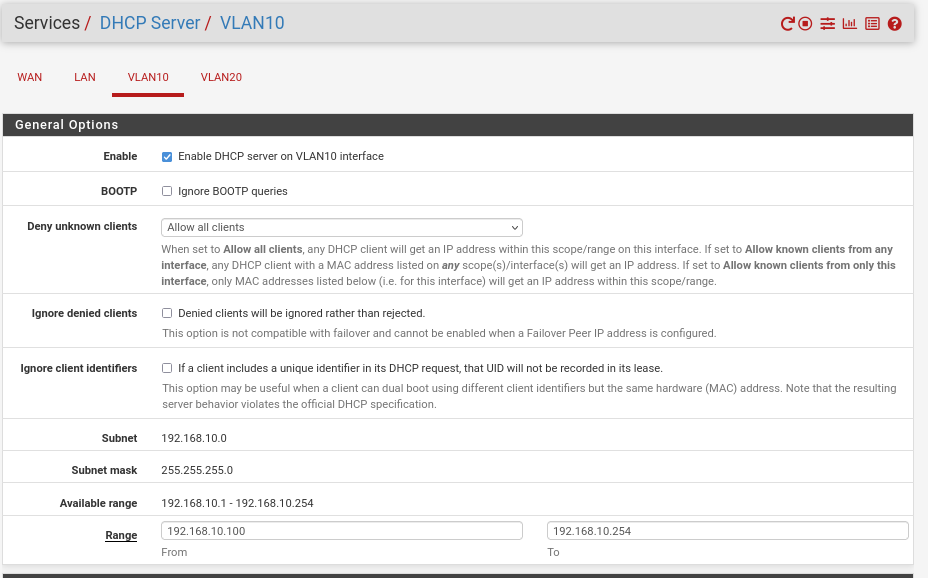 Services / DHCP Server / VLAN10
WAN LAN VLAN10 VLAN20
General Options
Enable Enable DHCP server on VLAN10 interface
BOOTP Ignore BOOTP queries
Deny unknown clients Allow all clients
When set to Allow all clients, any DHCP client will get an IP address within this scope/range on this interface. If set to Allow known clients from any
interface, any DHCP client with a MAC address listed on any scope(s)/interface(s) will get an IP address. If set to Allow known clients from only this
interface, only MAC addresses listed below (i.e. for this interface) will get an IP address within this scope/range.
Ignore denied clients Denied clients will be ignored rather than rejected.
This option is not compatible with failover and cannot be enabled when a Failover Peer IP address is configured.
Ignore client identifiers If a client includes a unique identifier in its DHCP request, that UID will not be recorded in its lease.
This option may be useful when a client can dual boot using different client identifiers but the same hardware (MAC) address. Note that the resulting
server behavior violates the official DHCP specification.
Subnet 192.168.10.0
Subnet mask 255.255.255.0
Available range 192.168.10.1 - 192.168.10.254
Range 192.168.10.100 192.168.10.254
From To